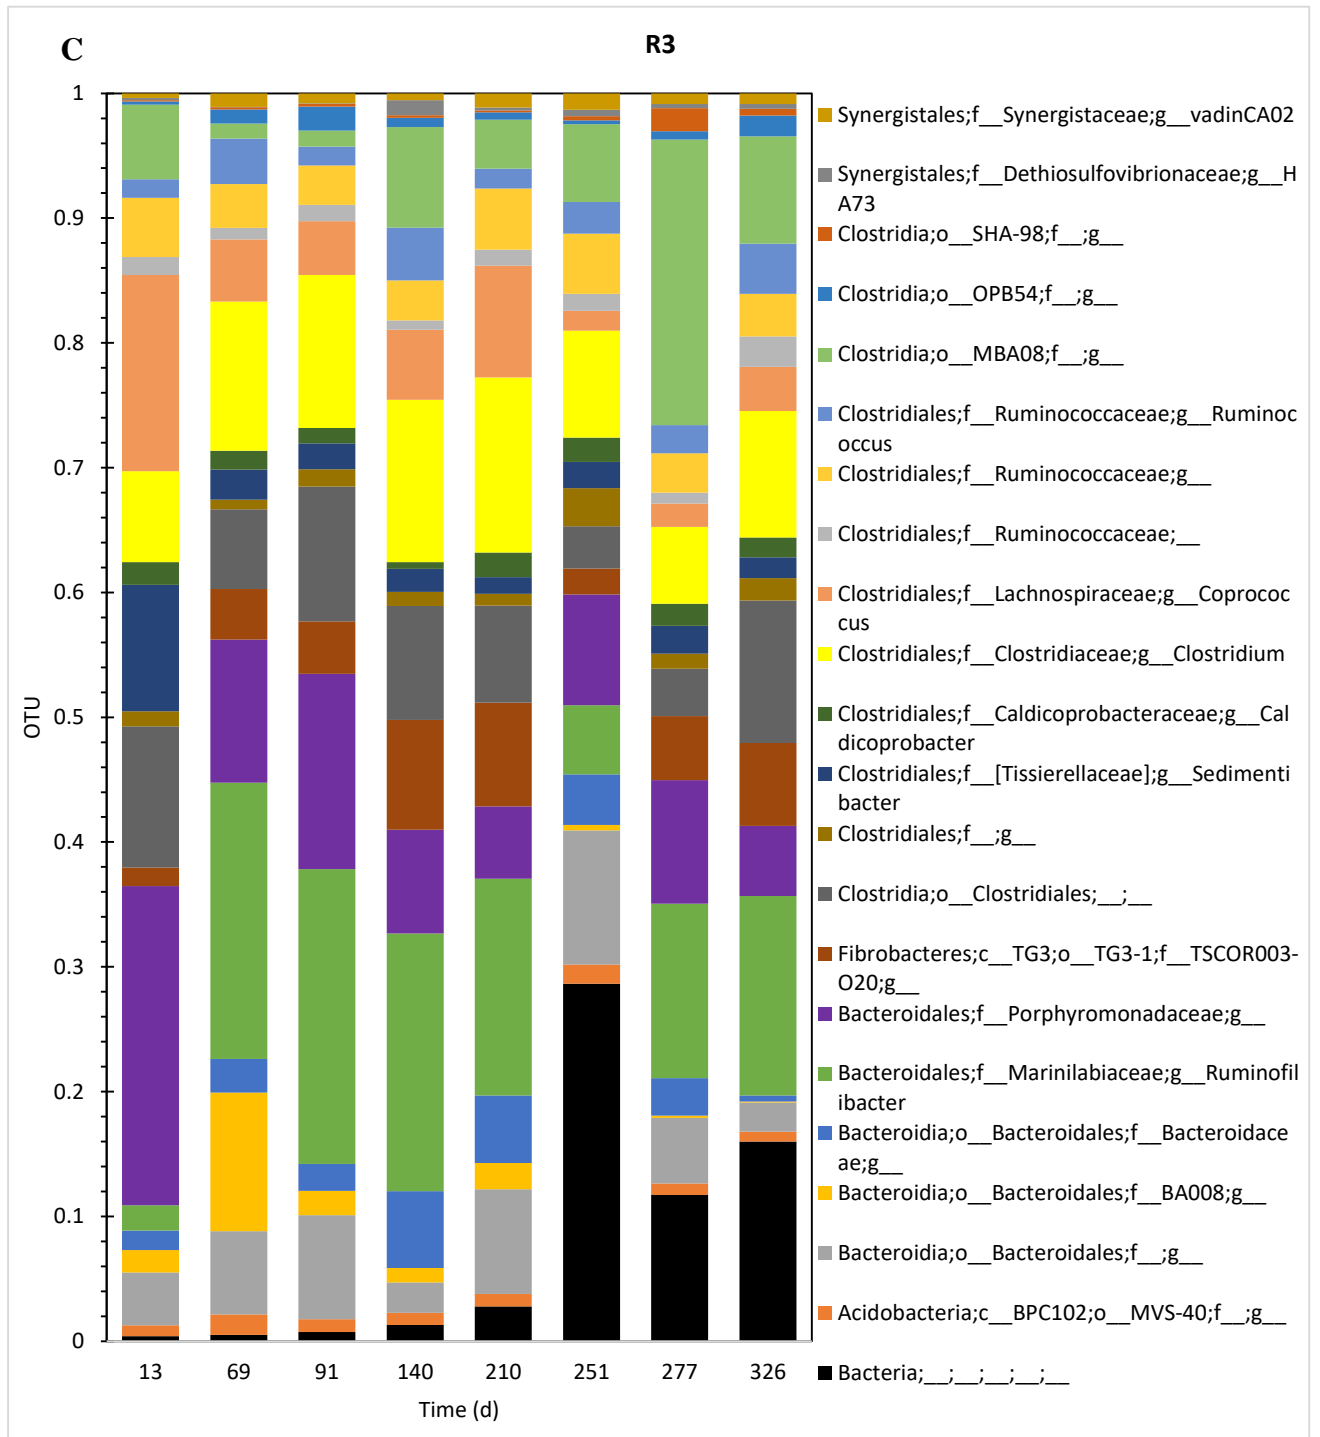 C
R3
1
0.9
0.8
0.7
0.6
0.5
0.4
0.3
0.2
0.1
0
OTU
13 69 91 140 210 251 277 326
Time (d)
Synergistales;f__Synergistaceae;g__vadinCA02
Synergistales;f__Dethiosulfovibrionaceae;g__H
A73
Clostridia;o__SHA-98;f__;g__
Clostridia;o__OPB54;f__;g__
Clostridia;o__MBA08;f__;g__
Clostridiales;f__Ruminococcaceae;g__Ruminoc
occus
Clostridiales;f__Ruminococcaceae;g__
Clostridiales;f__Ruminococcaceae;__
Clostridiales;f__Lachnospiraceae;g__Coprococ
cus
Clostridiales;f__Clostridiaceae;g__Clostridium
Clostridiales;f__Caldicoprobacteraceae;g__Cal
dicoprobacter
Clostridiales;f__[Tissierellaceae];g__Sedimenti
bacter
Clostridiales;f__;g__
Clostridia;o__Clostridiales;__;__
Fibrobacteres;c__TG3;o__TG3-1;f__TSCOR003-
O20;g__
Bacteroidales;f__Porphyromonadaceae;g__
Bacteroidales;f__Marinilabiaceae;g__Ruminofil
ibacter
Bacteroidia;o__Bacteroidales;f__Bacteroidace
ae;g__
Bacteroidia;o__Bacteroidales;f__BA008;g__
Bacteroidia;o__Bacteroidales;f__;g__
Acidobacteria;c__BPC102;o__MVS-40;f__;g__
Bacteria;__;__;__;__;__